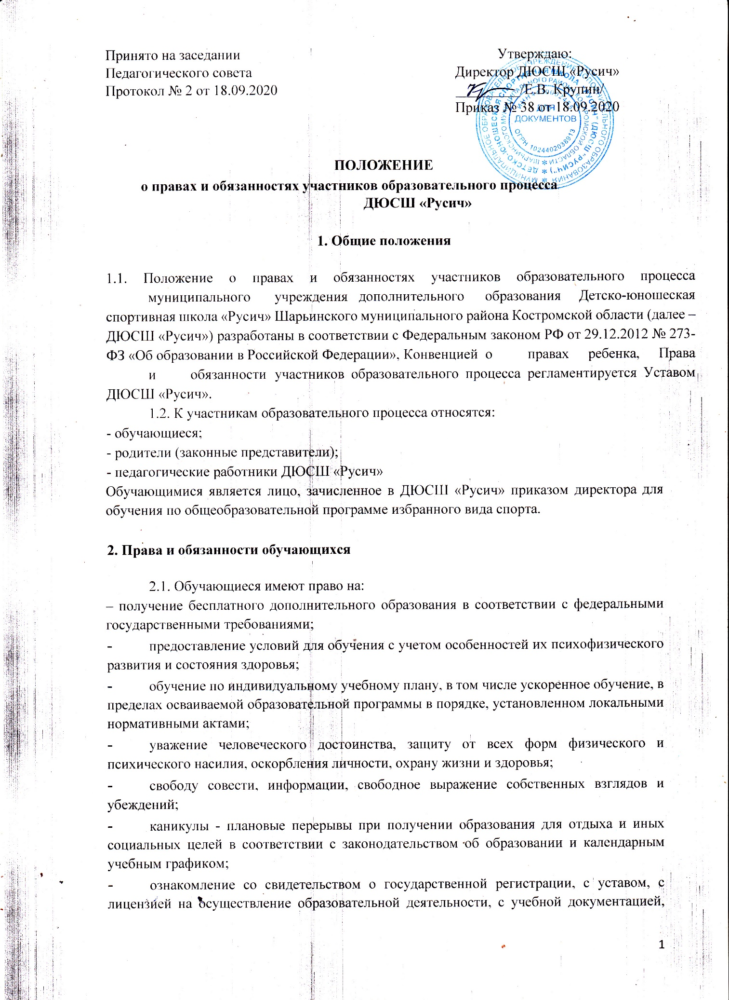 Принято на заседании
Педагогического совета
Протокол № 2 от 18.09.2020
Утверждаю:
Директор ДЮСШ «Русич»
/Е.В. Крупин/
Приказ № 38 от 18.09.2020
ДЛЯ
ДОКУМЕНТОВ
ОГРН 1024402038913
ПОЛОЖЕНИЕ
о правах и обязанностях участников образовательного процесса
ДЮСШ «Русич»
1. Общие положения
1.1. Положение о правах и обязанностях участников образовательного процесса
муниципального учреждения дополнительного образования Детско-юношеская
спортивная школа «Русич» Шарьинского муниципального района Костромской области (далее –
ДЮСШ «Русич») разработаны в соответствии с Федеральным законом РФ от 29.12.2012 № 273-
ФЗ «Об образовании в Российской Федерации», Конвенцией о правах ребенка, Права
и обязанности участников образовательного процесса регламентируется Уставом
ДЮСШ «Русич».
1.2. К участникам образовательного процесса относятся:
- обучающиеся;
- родители (законные представители);
- педагогические работники ДЮСШ «Русич»
Обучающимися является лицо, зачисленное в ДЮСШ «Русич» приказом директора для
обучения по общеобразовательной программе избранного вида спорта.
2. Права и обязанности обучающихся
2.1. Обучающиеся имеют право на:
– получение бесплатного дополнительного образования в соответствии с федеральными
государственными требованиями;
- предоставление условий для обучения с учетом особенностей их психофизического
развития и состояния здоровья;
- обучение по индивидуальному учебному плану, в том числе ускоренное обучение, в
пределах осваиваемой образовательной программы в порядке, установленном локальными
нормативными актами;
- уважение человеческого достоинства, защиту от всех форм физического и
психического насилия, оскорбления личности, охрану жизни и здоровья;
- свободу совести, информации, свободное выражение собственных взглядов и
убеждений;
- каникулы - плановые перерывы при получении образования для отдыха и иных
социальных целей в соответствии с законодательством об образовании и календарным
учебным графиком;
- ознакомление со свидетельством о государственной регистрации, с уставом, с
лицензией на осуществление образовательной деятельности, с учебной документацией,
1